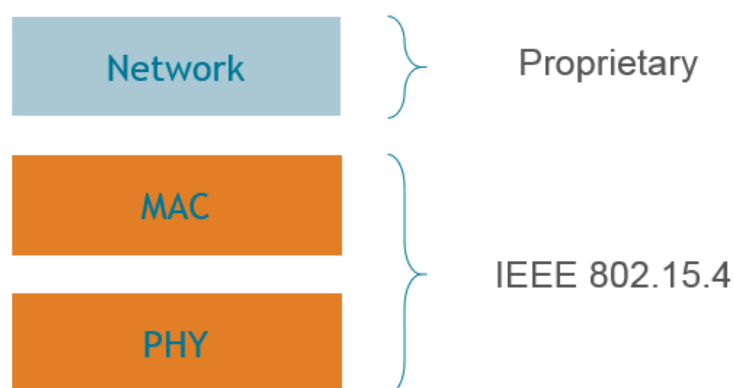 Network
Proprietary
MAC
IEEE 802.15.4
PHY